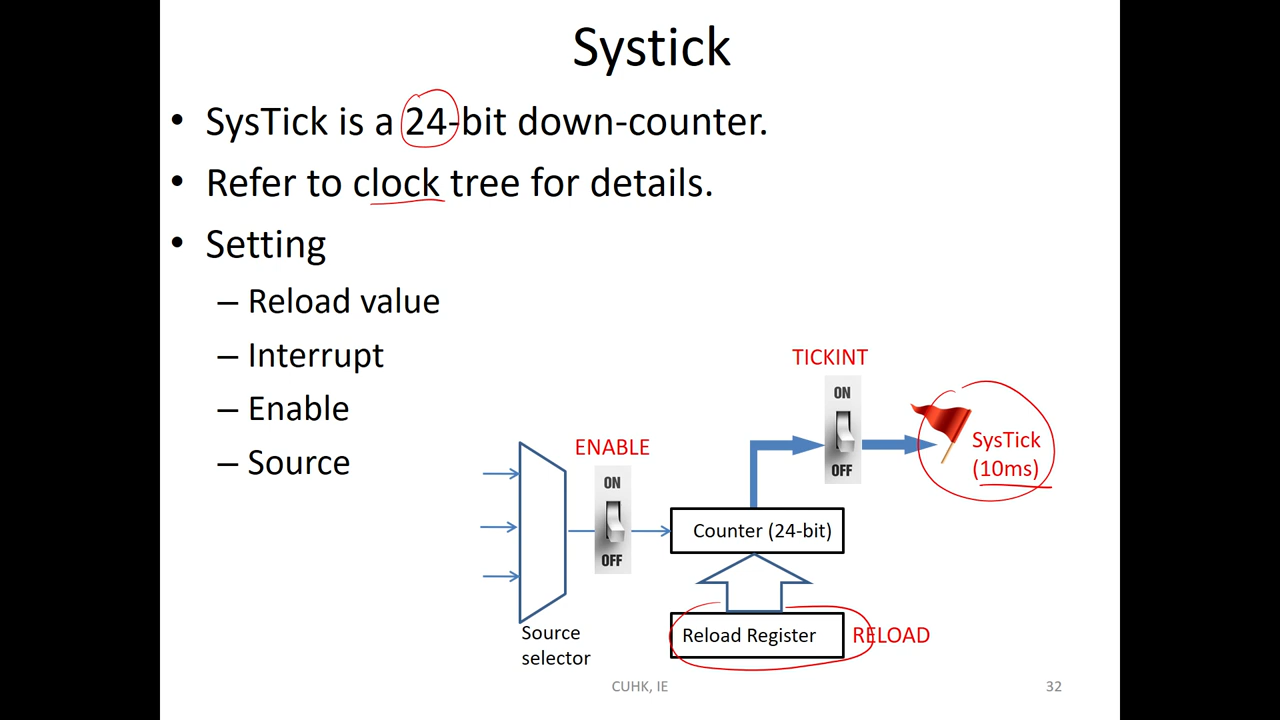 Systick
• SysTick is a 24-bit down-counter.
• Refer to clock tree for details.
• Setting
– Reload value
– Interrupt
– Enable
– Source
TICKINT
ON
OFF
SysTick
(10ms)
ENABLE
ON
OFF
Counter (24-bit)
Reload Register
RELOAD
Source
selector
CUHK, IE
32